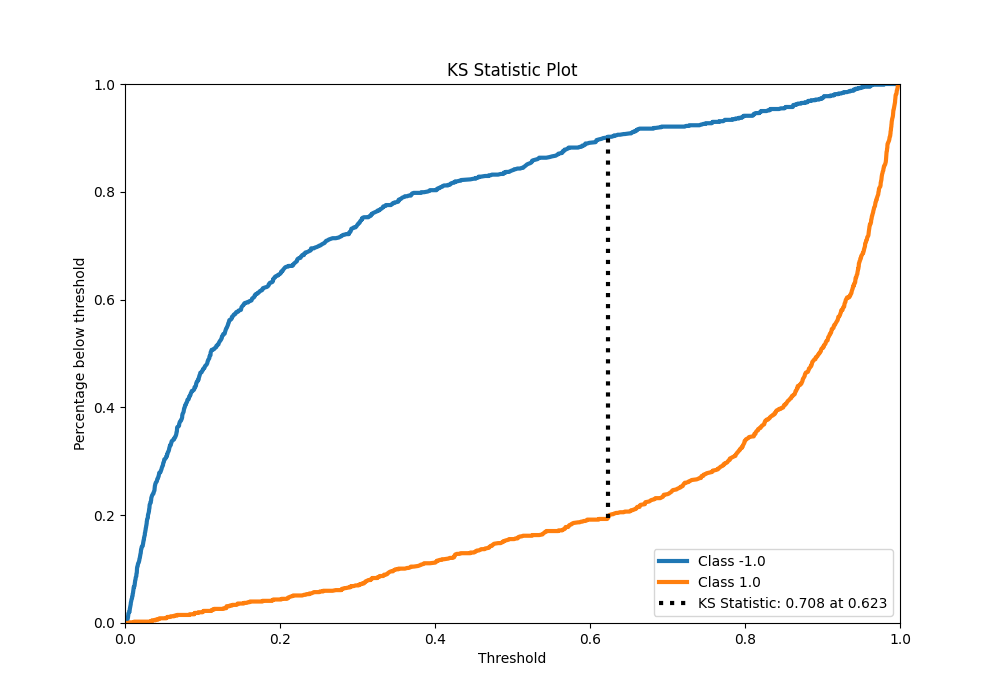 KS Statistic Plot
1.0
0.8
0.6
0.4
0.2
0.0
Percentage below threshold
0.0 0.2 0.4 0.6 0.8 1.0
Threshold
Class -1.0
Class 1.0
KS Statistic: 0.708 at 0.623